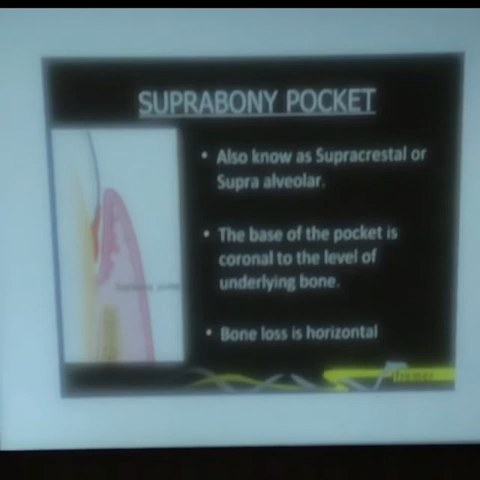 SUPRABONY POCKET
• Also know as Supracrestal or
Supra alveolar.
• The base of the pocket is
coronal to the level of
underlying bone.
• Bone loss is horizontal